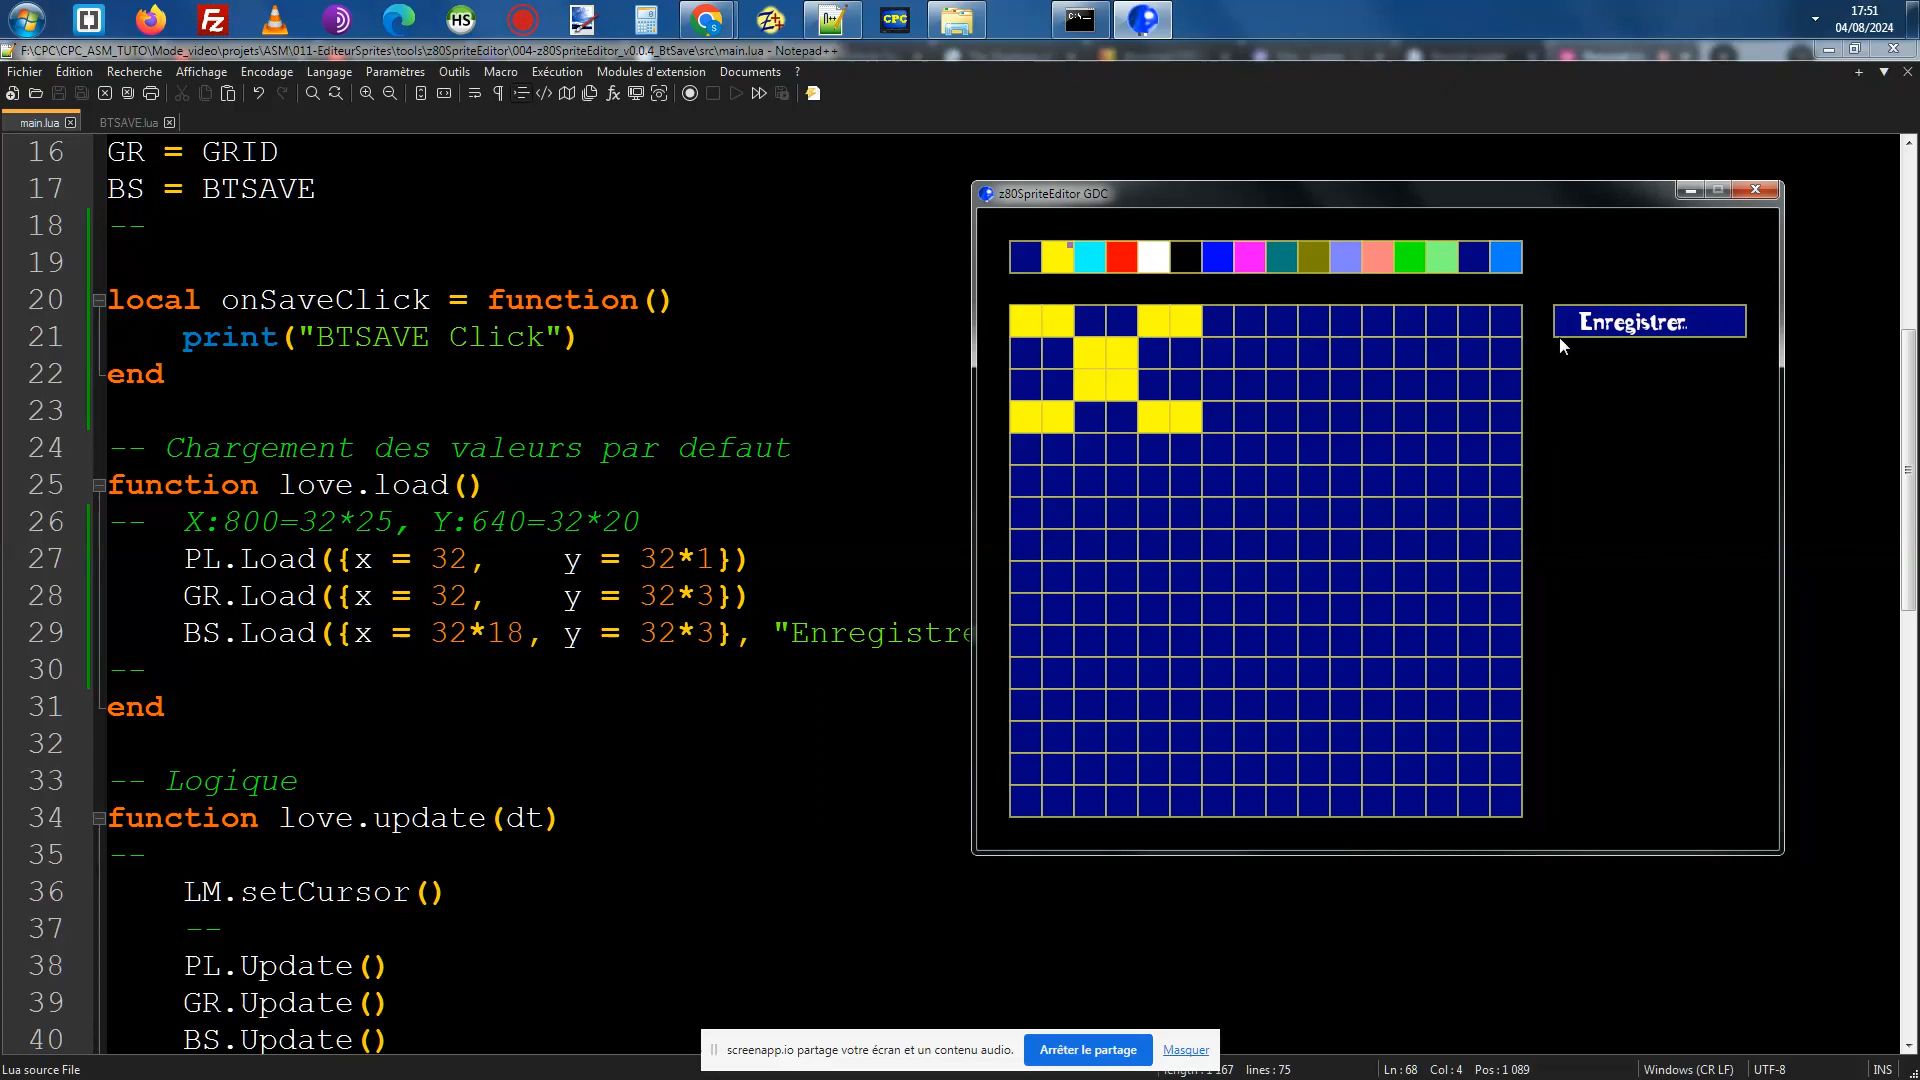 17:51
04/08/2024
F:\CPC\CPC_ASM_TUTO\Mode_video\projets\ASM\011-EditeurSprites\tools\z80SpriteEditor\004-z80SpriteEditor_v0.0.4_BtSave\src\main.lua - Notepad++
Fichier Édition Recherche Affichage Encodage Langage Paramètres Outils Macro Exécution Modules d'extension Documents ?
main.lua BTSAVE.lua
16 GR = GRID
17 BS = BTSAVE
18 --
19
20 local onSaveClick = function()
21 print("BTSAVE Click")
22 end
23
24 -- Chargement des valeurs par defaut
25 function love.load()
26 -- X:800=32*25, Y:640=32*20
27 PL.Load({x = 32, y = 32*1})
28 GR.Load({x = 32, y = 32*3})
29 BS.Load({x = 32*18, y = 32*3}, "Enregistre
30 --
31 end
32
33 -- Logique
34 function love.update(dt)
35 --
36 LM.setCursor()
37 --
38 PL.Update()
39 GR.Update()
40 BS.Update()
z80SpriteEditor GDC
Enregistrer.
screenapp.io partage votre écran et un contenu audio. Arrêter le partage Masquer
Lua source File length : 1 167 lines : 75 Ln : 68 Col : 4 Pos : 1 089 Windows (CR LF) UTF-8 INS